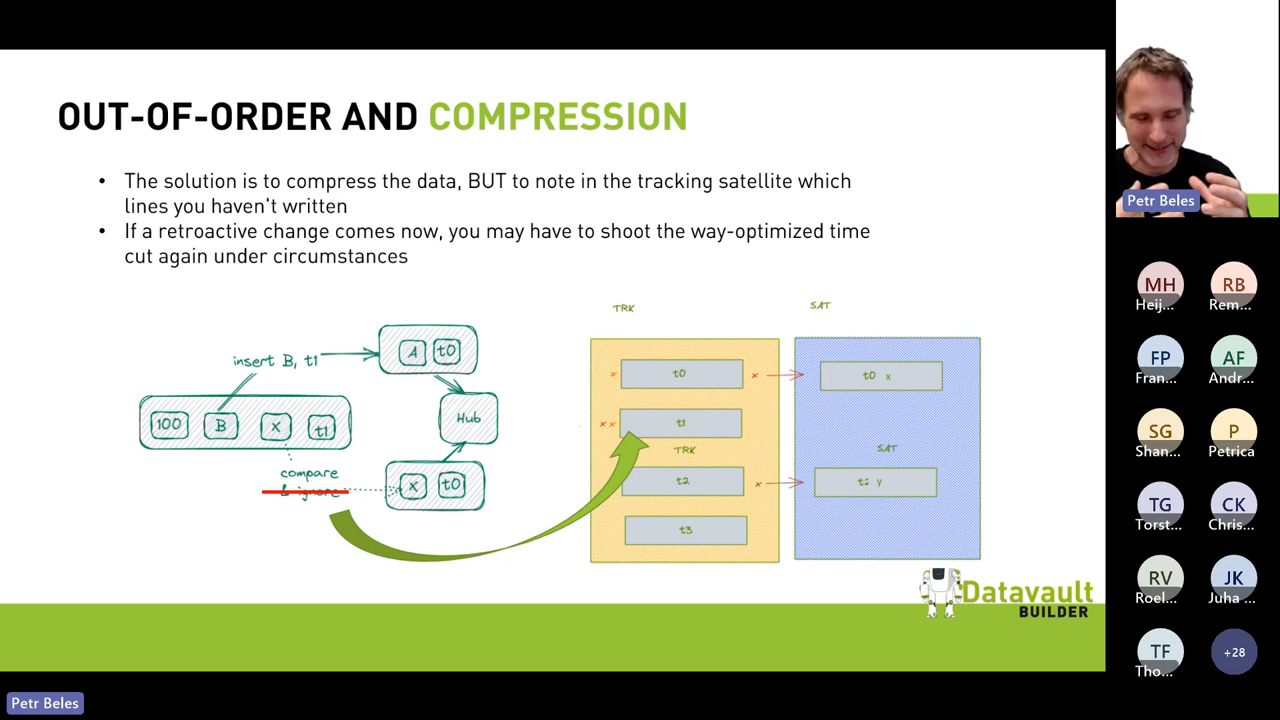 OUT-OF-ORDER AND COMPRESSION
• The solution is to compress the data, BUT to note in the tracking satellite which
lines you haven't written
• If a retroactive change comes now, you may have to shoot the way-optimized time
cut again under circumstances
TRK
SAT
insert B, t1
A t0
100 B x t1
Hub
compare
& ignore
x t0
x t0 x
t0 x
x x t1
TRK
SAT
t2 x
y
t3
Datavault
BUILDER
Petr Beles
MH
Heij...
RB
Rem...
FP
Fran...
AF
Andr...
SG
Shan...
P
Petrica
TG
Torst...
CK
Chris...
RV
Roel...
JK
Juha ...
TF
Tho...
+28
Petr Beles